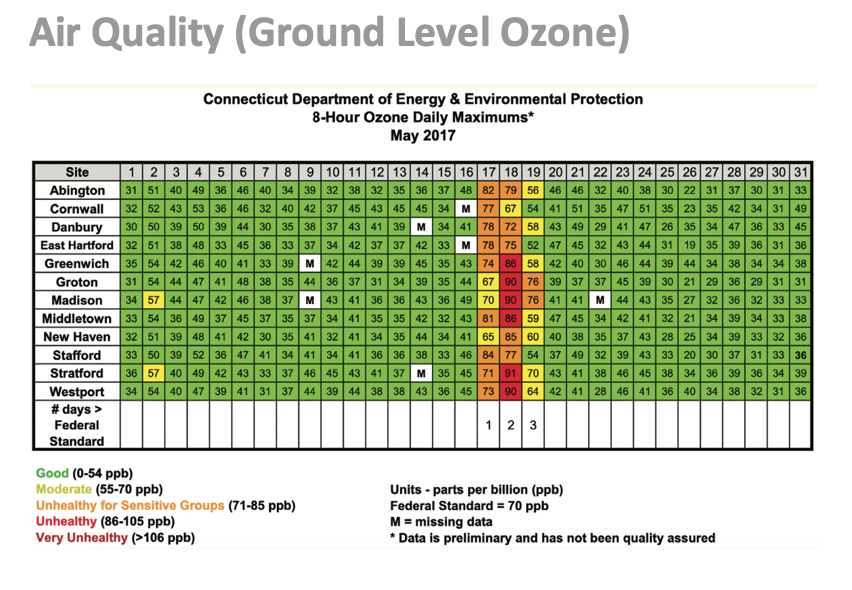 Air Quality (Ground Level Ozone)
Connecticut Department of Energy & Environmental Protection
8-Hour Ozone Daily Maximums*
May 2017
Site 1 2 3 4 5 6 7 8 9 10 11 12 13 14 15 16 17 18 19 20 21 22 23 24 25 26 27 28 29 30 31
Abington 31 51 40 49 36 46 40 34 39 32 38 32 35 36 37 48 82 79 56 46 46 32 40 38 30 22 31 37 30 31 33
Cornwall 32 52 43 53 36 46 32 40 42 37 45 43 45 45 34 M 77 67 54 41 51 35 47 51 35 23 35 42 34 31 49
Danbury 30 50 39 50 39 44 30 35 38 37 43 41 39 M 34 41 78 72 58 43 49 29 41 47 26 35 34 47 36 33 45
East Hartford 32 51 38 48 33 45 36 33 37 34 42 37 37 42 33 M 78 75 52 47 45 32 43 44 31 19 35 39 36 31 36
Greenwich 35 54 42 46 40 41 33 39 M 42 44 39 39 45 35 43 74 86 58 42 40 30 46 44 39 44 34 38 34 34 38
Groton 31 54 44 47 41 48 38 35 44 36 37 31 34 39 35 44 67 90 76 39 37 37 45 39 30 21 29 36 29 31 31
Madison 34 57 44 47 42 46 38 37 M 43 41 36 36 43 36 49 70 90 76 41 41 M 44 43 35 27 32 36 32 33 33
Middletown 33 54 36 49 37 45 37 35 37 34 41 35 35 42 32 43 81 86 59 47 45 34 42 41 32 21 34 39 34 33 38
New Haven 32 51 39 48 41 42 30 35 41 32 41 34 35 44 34 41 65 85 60 40 38 35 37 43 28 25 34 39 33 32 36
Stafford 33 50 39 52 36 47 41 34 41 34 41 36 36 38 33 46 84 77 54 37 49 32 39 43 33 20 30 37 31 33 36
Stratford 36 57 40 49 42 43 33 37 46 45 43 41 37 M 35 45 71 91 70 43 41 38 46 45 38 34 36 39 36 34 39
Westport 34 54 40 47 39 41 31 37 44 39 44 38 38 43 36 45 73 90 64 42 41 28 46 41 36 40 34 38 32 31 36
# days >
Federal 1 2 3
Standard
Good (0-54 ppb)
Moderate (55-70 ppb)
Unhealthy for Sensitive Groups (71-85 ppb)
Unhealthy (86-105 ppb)
Very Unhealthy (>106 ppb)
Units - parts per billion (ppb)
Federal Standard = 70 ppb
M = missing data
* Data is preliminary and has not been quality assured